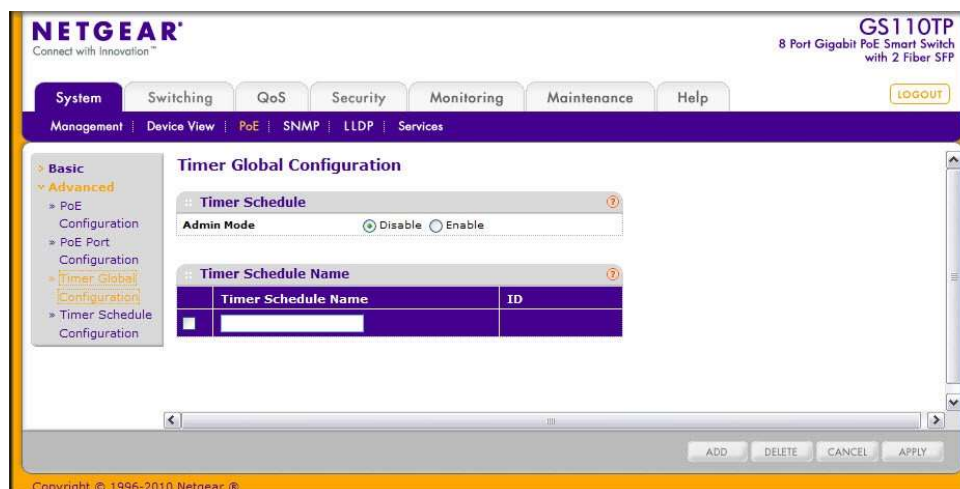 NETGEAR®
Connect with Innovation™
GS110TP
8 Port Gigabit PoE Smart Switch
with 2 Fiber SFP
System
Switching
QoS
Security
Monitoring
Maintenance
Help
LOGOUT
Management
Device View
PoE
SNMP
LLDP
Services
Basic
Advanced
PoE
Configuration
PoE Port
Configuration
Timer Global
Configuration
Timer Schedule
Configuration
Timer Global Configuration
Timer Schedule
?
Admin Mode
Disable
Enable
Timer Schedule Name
?
Timer Schedule Name
ID
ADD
DELETE
CANCEL
APPLY
Copyright © 1996-2010 Netgear ®